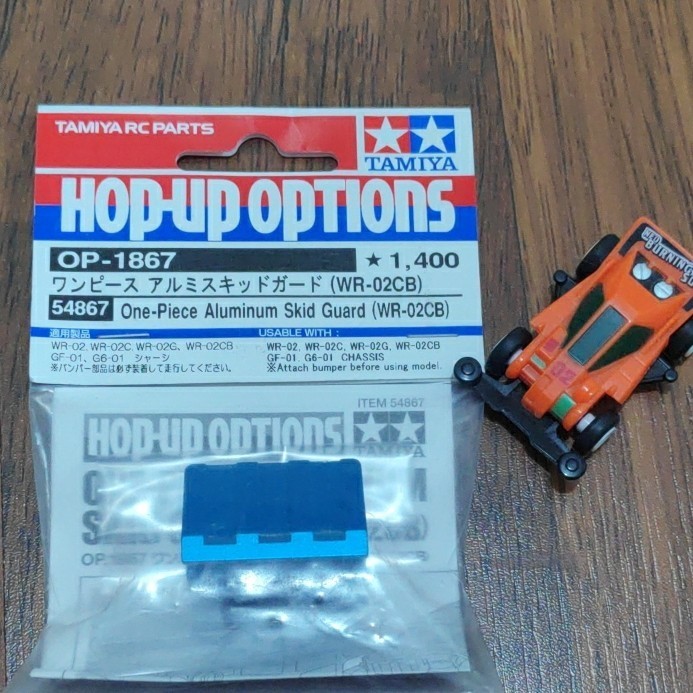 TAMIYA RC PARTS
TAMIYA
HOP-UP OPTIONS
OP-1867 ★ 1,400
ワンピース アルミスキッドガード (WR-02CB)
54867 One-Piece Aluminum Skid Guard (WR-02CB)
適用製品 USABLE WITH :
WR-02, WR-02C, WR-02G, WR-02CB
GF-01, G6-01 シャーシ
※バンパー部品は必ず装着して走行してください。
WR-02, WR-02C, WR-02G, WR-02CB
GF-01, G6-01 CHASSIS
※Attach bumper before using model.
ITEM 54867
HOP-UP OPTIONS
TAMIYA
OP.1867
02
BURNING